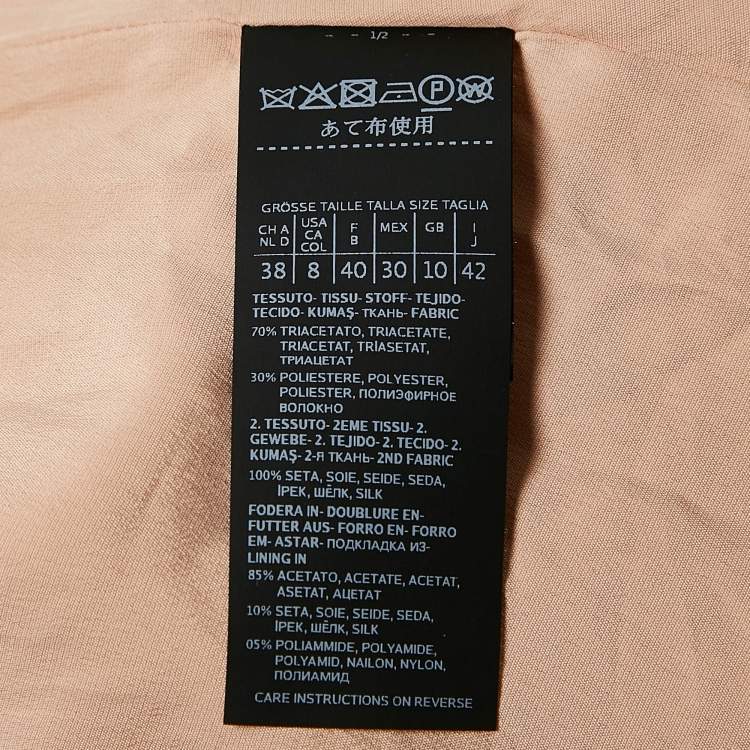 1/2
P W
あて布使用
GRÖSSE TAILLE TALLA SIZE TAGLIA
CH A NL D USA CA COL F B MEX GB I J
38 8 40 30 10 42
TESSUTO- TISSU- STOFF- TEJIDO-
TECIDO- KUMAŞ- ТКАНЬ- FABRIC
70% TRIACETATO, TRIACETATE,
TRIACETAT, TRİASETAT,
ТРИАЦЕТАТ
30% POLIESTERE, POLYESTER,
POLIESTER, ПОЛИЭФИРНОЕ
ВОЛОКНО
2. TESSUTO- 2EME TISSU- 2.
GEWEBE- 2. TEJIDO- 2. TECIDO- 2.
KUMAŞ- 2-Я ТКАНЬ- 2ND FABRIC
100% SETA, SOIE, SEIDE, SEDA,
İPEK, ШЁЛК, SILK
FODERA IN- DOUBLURE EN-
FUTTER AUS- FORRO EN- FORRO
EM- ASTAR- ПОДКЛАДКА ИЗ-
LINING IN
85% ACETATO, ACETATE, ACETAT,
ASETAT, АЦЕТАТ
10% SETA, SOIE, SEIDE, SEDA,
İPEK, ШЁЛК, SILK
05% POLIAMMIDE, POLYAMIDE,
POLYAMID, NAILON, NYLON,
ПОЛИАМИД
CARE INSTRUCTIONS ON REVERSE